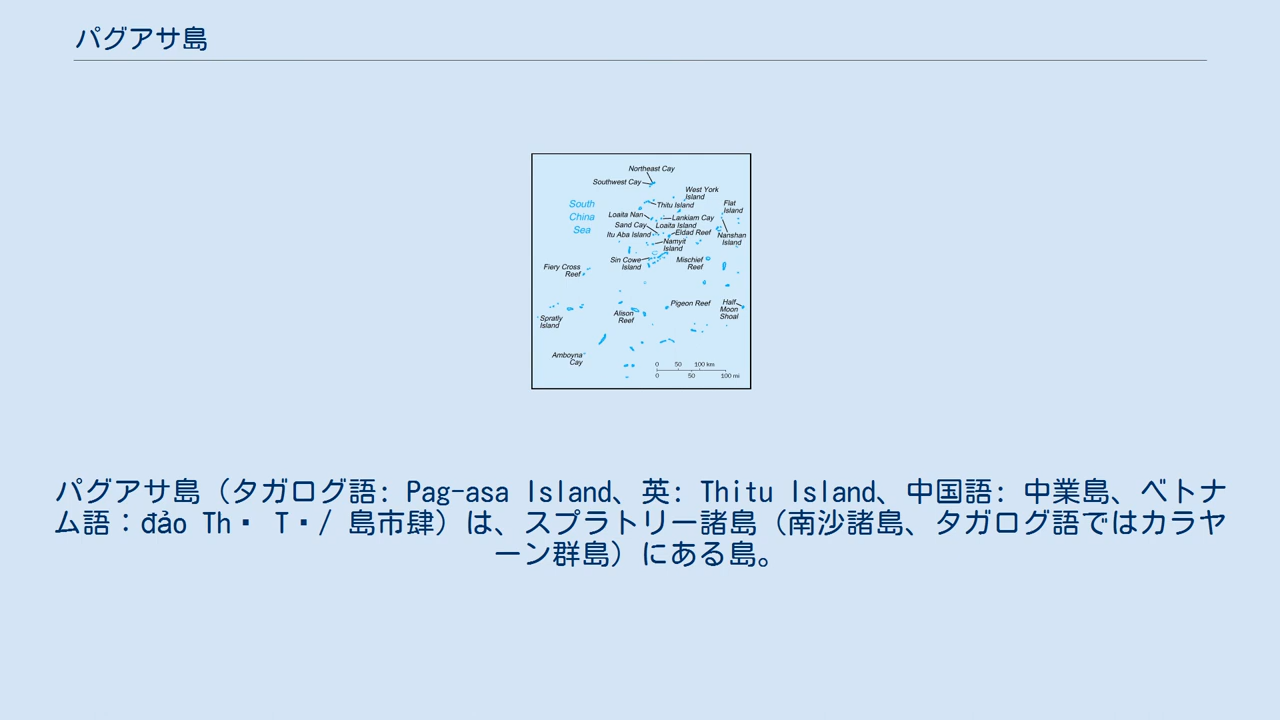 パグアサ島
Northeast Cay
Southwest Cay
West York
Island
Thitu Island
Flat
Island
South
China
Sea
Loaita Nan
Lankiam Cay
Sand Cay
Loaita Island
Itu Aba Island
Eldad Reef
Nanshan
Island
Namyit
Island
Sin Cowe
Island
Mischief
Reef
Fiery Cross
Reef
Pigeon Reef
Half
Moon
Shoal
Alison
Reef
Spratly
Island
Amboyna
Cay
0 50 100 km
0 50 100 mi
パグアサ島（タガログ語: Pag-asa Island、英: Thitu Island、中国語: 中業島、ベトナ
ム語：đảo Th▪ T▪/ 島市肆）は、スプラトリー諸島（南沙諸島、タガログ語ではカラヤ
ーン群島）にある島。